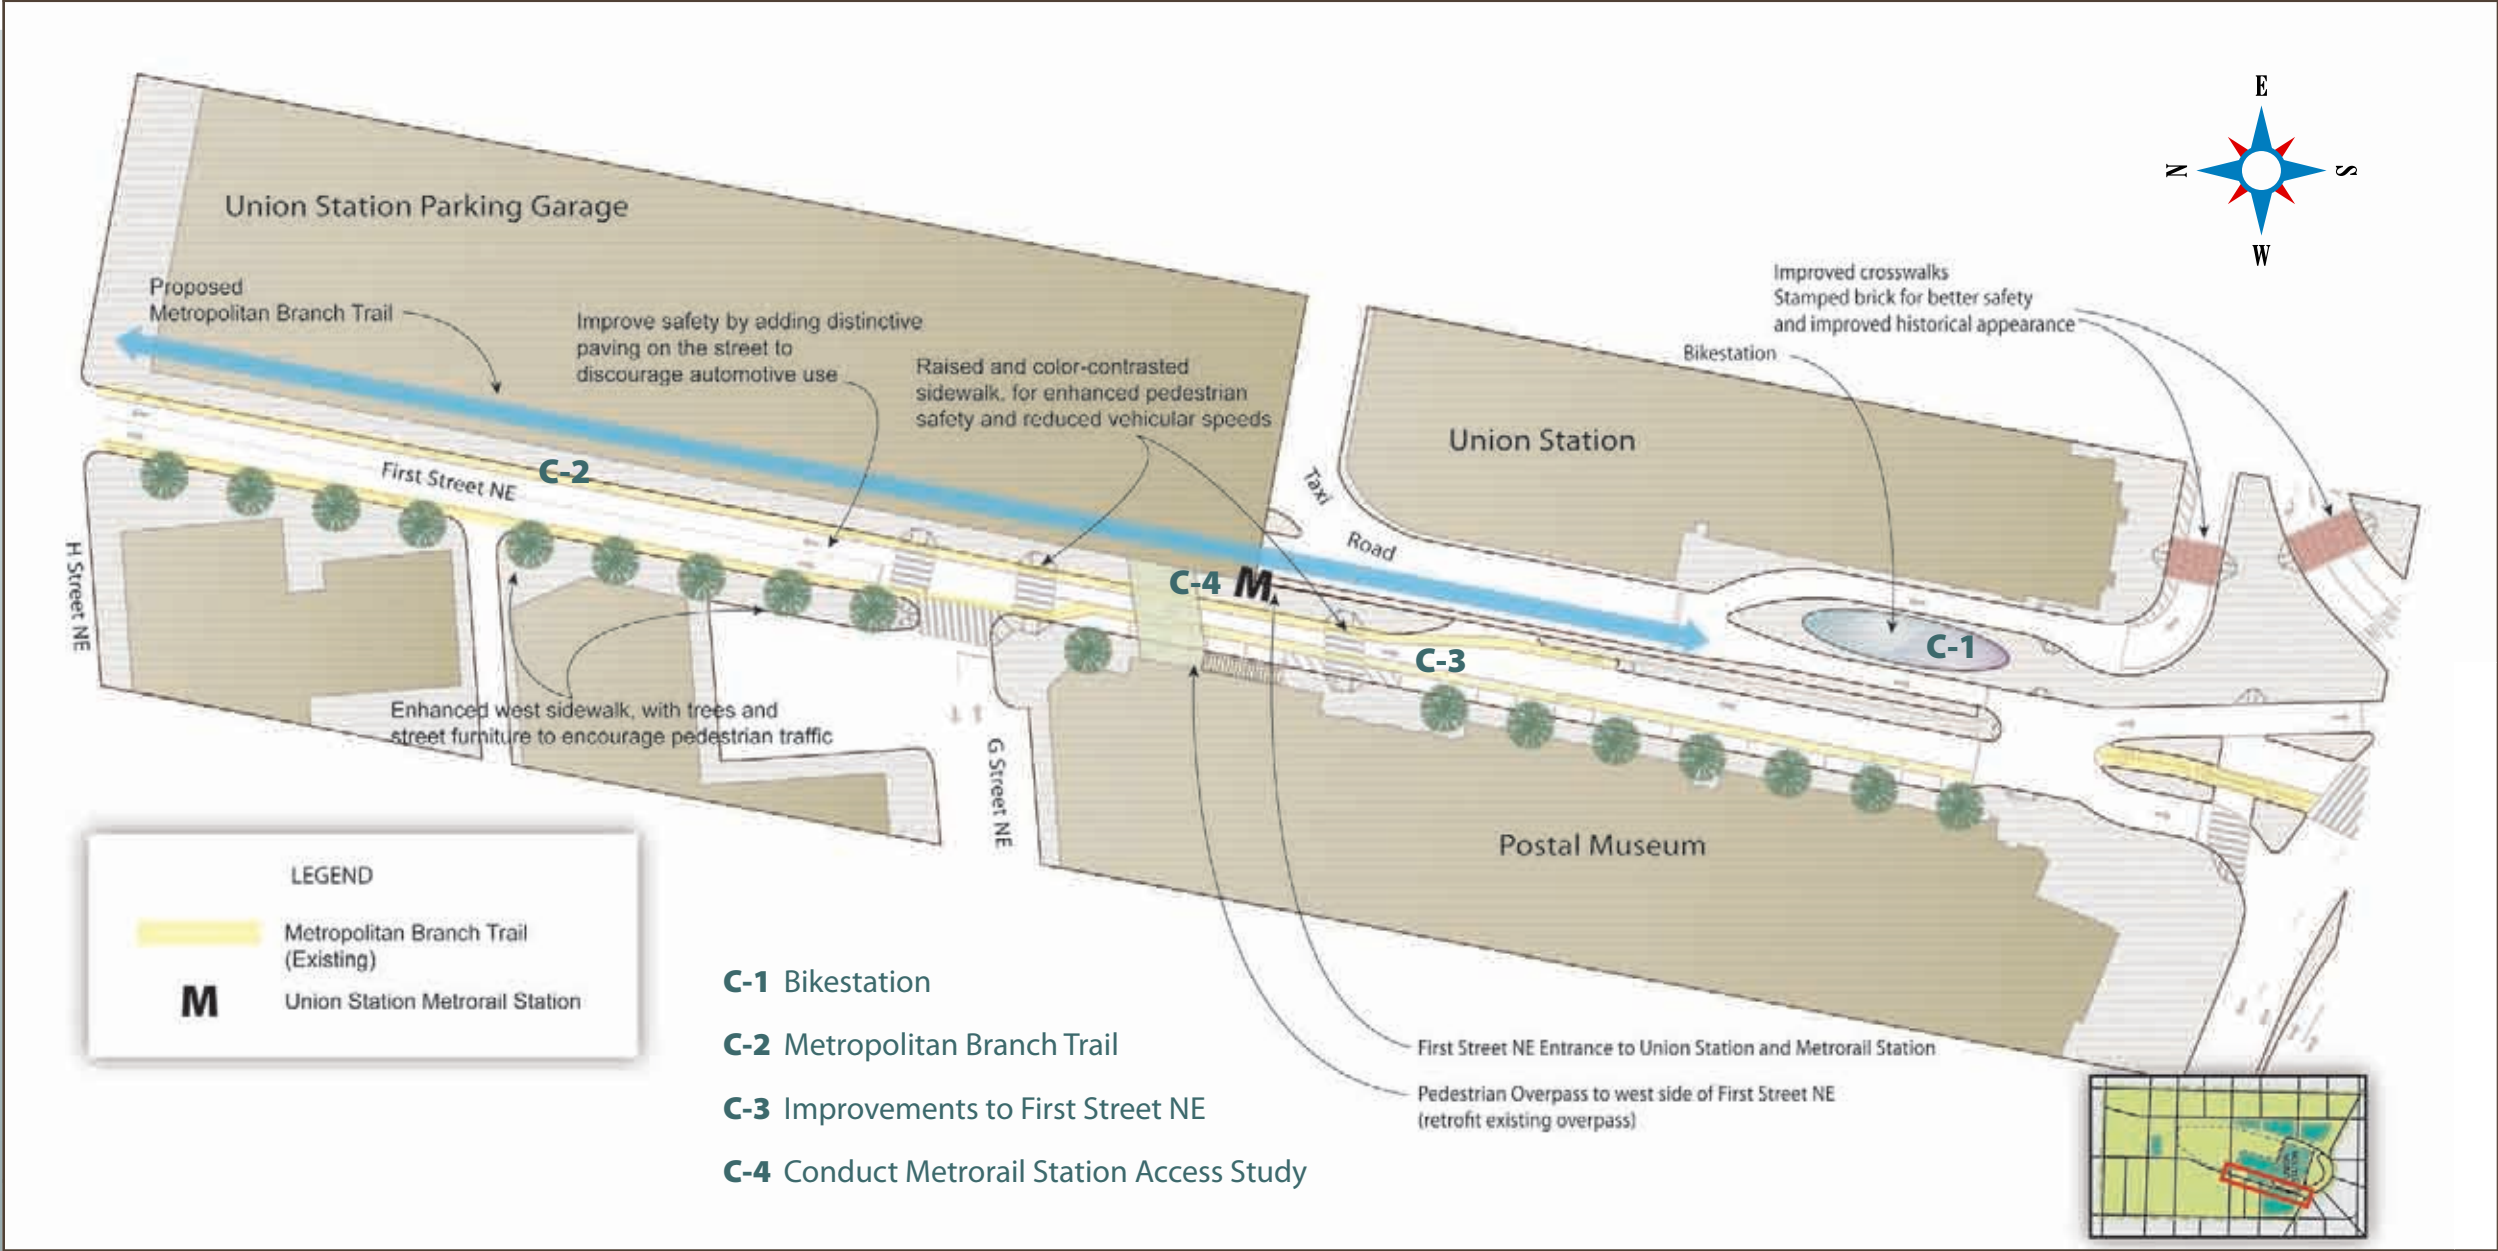 E
N
S
W
Union Station Parking Garage
Proposed
Metropolitan Branch Trail
Improve safety by adding distinctive
paving on the street to
discourage automotive use
Raised and color-contrasted
sidewalk, for enhanced pedestrian
safety and reduced vehicular speeds
Improved crosswalks
Stamped brick for better safety
and improved historical appearance
Bikestation
Union Station
Taxi
Road
First Street NE
C-2
C-4
M
C-3
C-1
H Street NE
Enhanced west sidewalk, with trees and
street furniture to encourage pedestrian traffic
G Street NE
Postal Museum
LEGEND
Metropolitan Branch Trail
(Existing)
M
Union Station Metrorail Station
C-1 Bikestation
C-2 Metropolitan Branch Trail
C-3 Improvements to First Street NE
C-4 Conduct Metrorail Station Access Study
First Street NE Entrance to Union Station and Metrorail Station
Pedestrian Overpass to west side of First Street NE
(retrofit existing overpass)